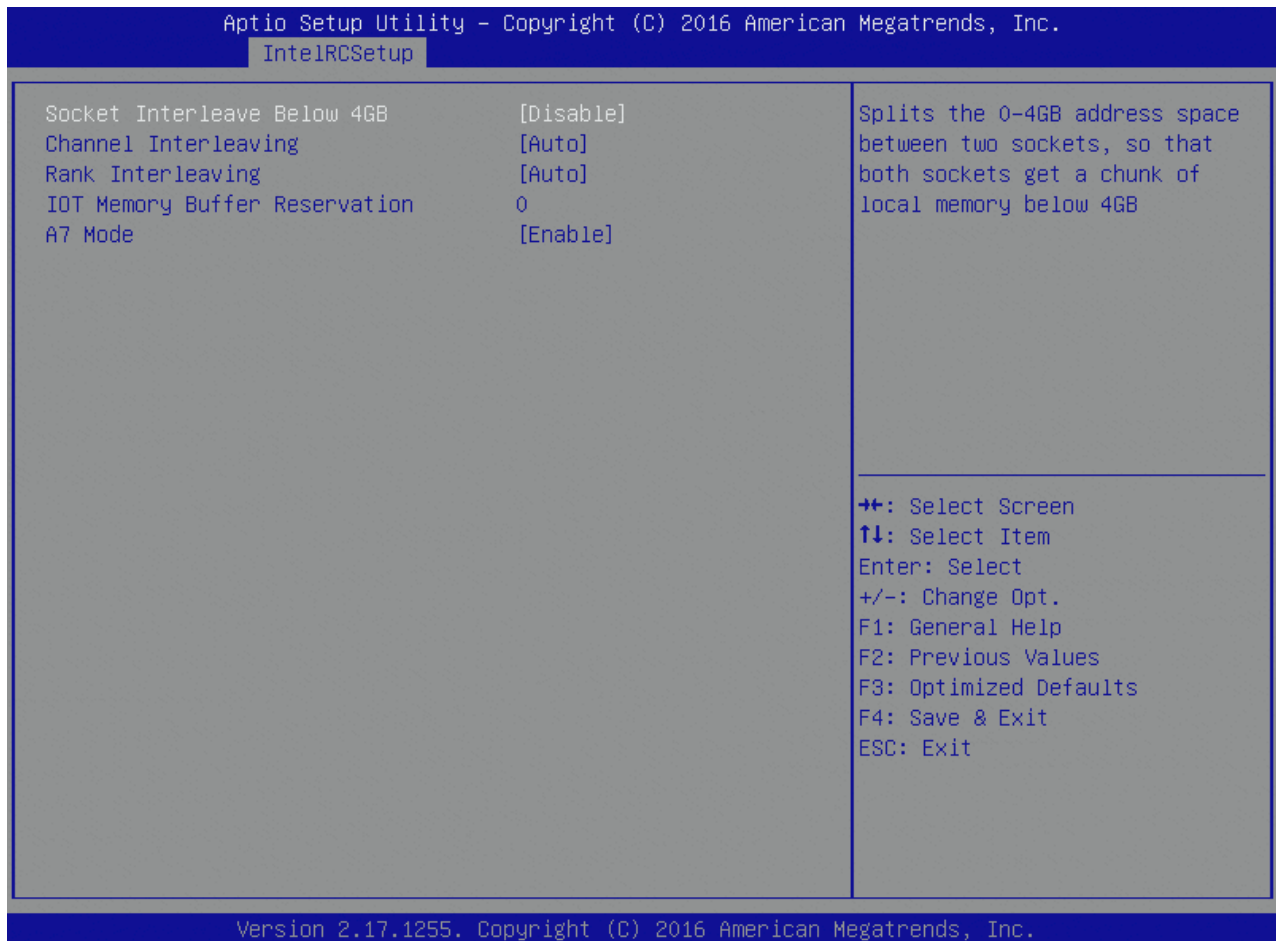 Aptio Setup Utility – Copyright (C) 2016 American Megatrends, Inc.
IntelRCSetup
Socket Interleave Below 4GB [Disable]
Channel Interleaving [Auto]
Rank Interleaving [Auto]
IOT Memory Buffer Reservation 0
A7 Mode [Enable]
Splits the 0-4GB address space
between two sockets, so that
both sockets get a chunk of
local memory below 4GB
→←: Select Screen
↑↓: Select Item
Enter: Select
+/-: Change Opt.
F1: General Help
F2: Previous Values
F3: Optimized Defaults
F4: Save & Exit
ESC: Exit
Version 2.17.1255. Copyright (C) 2016 American Megatrends, Inc.